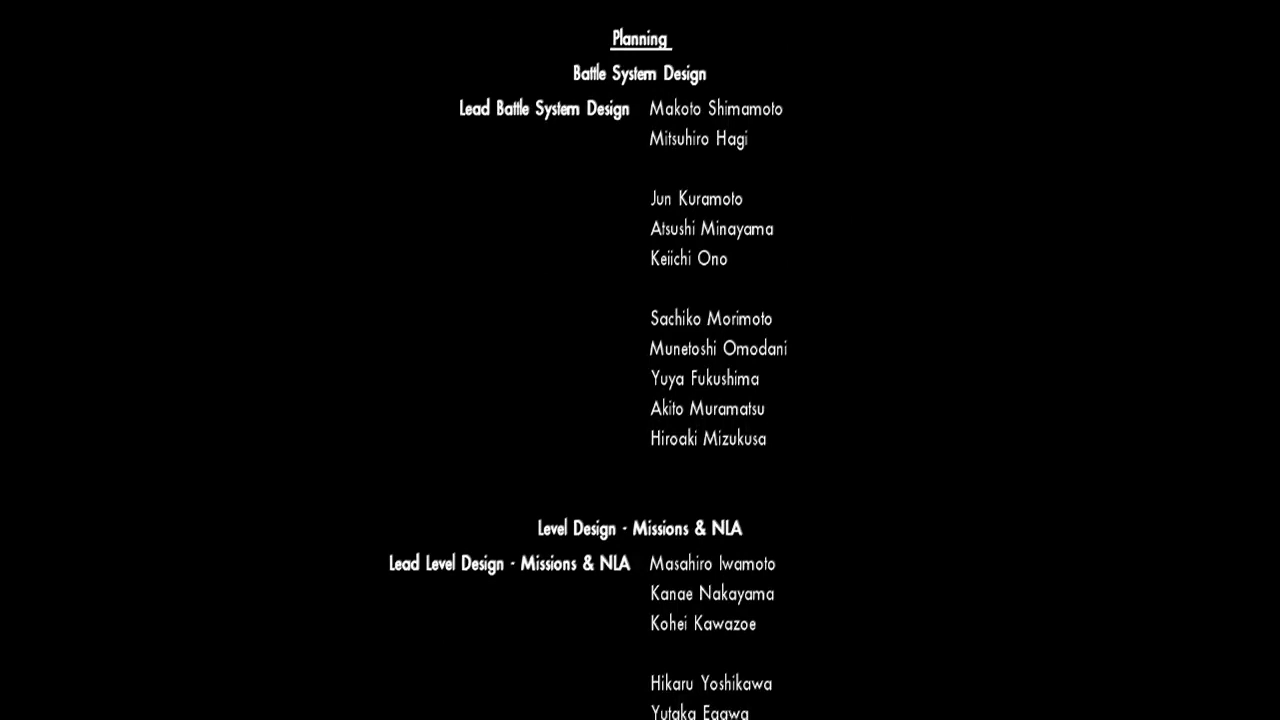 Planning
Battle System Design
Lead Battle System Design Makoto Shimamoto
Mitsuhiro Hagi
Jun Kuramoto
Atsushi Minayama
Keiichi Ono
Sachiko Morimoto
Munetoshi Omodani
Yuya Fukushima
Akito Muramatsu
Hiroaki Mizukusa
Level Design - Missions & NLA
Lead Level Design - Missions & NLA Masahiro Iwamoto
Kanae Nakayama
Kohei Kawazoe
Hikaru Yoshikawa
Yutaka Egawa